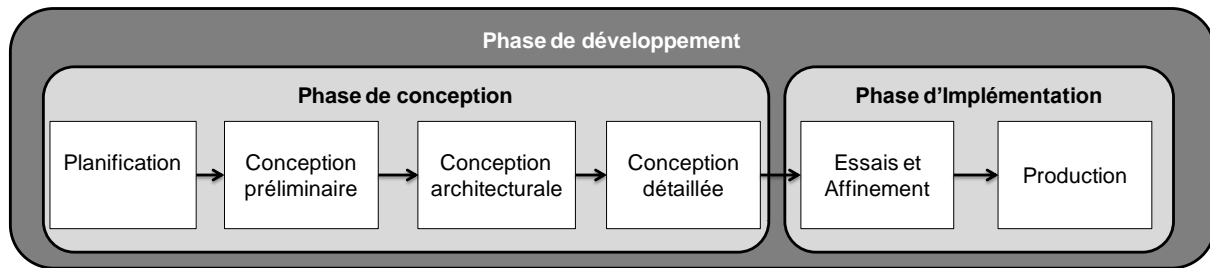 Phase de développement
Phase de conception
Phase d'Implémentation
Planification
Conception
préliminaire
Conception
architecturale
Conception
détaillée
Essais et
Affinement
Production